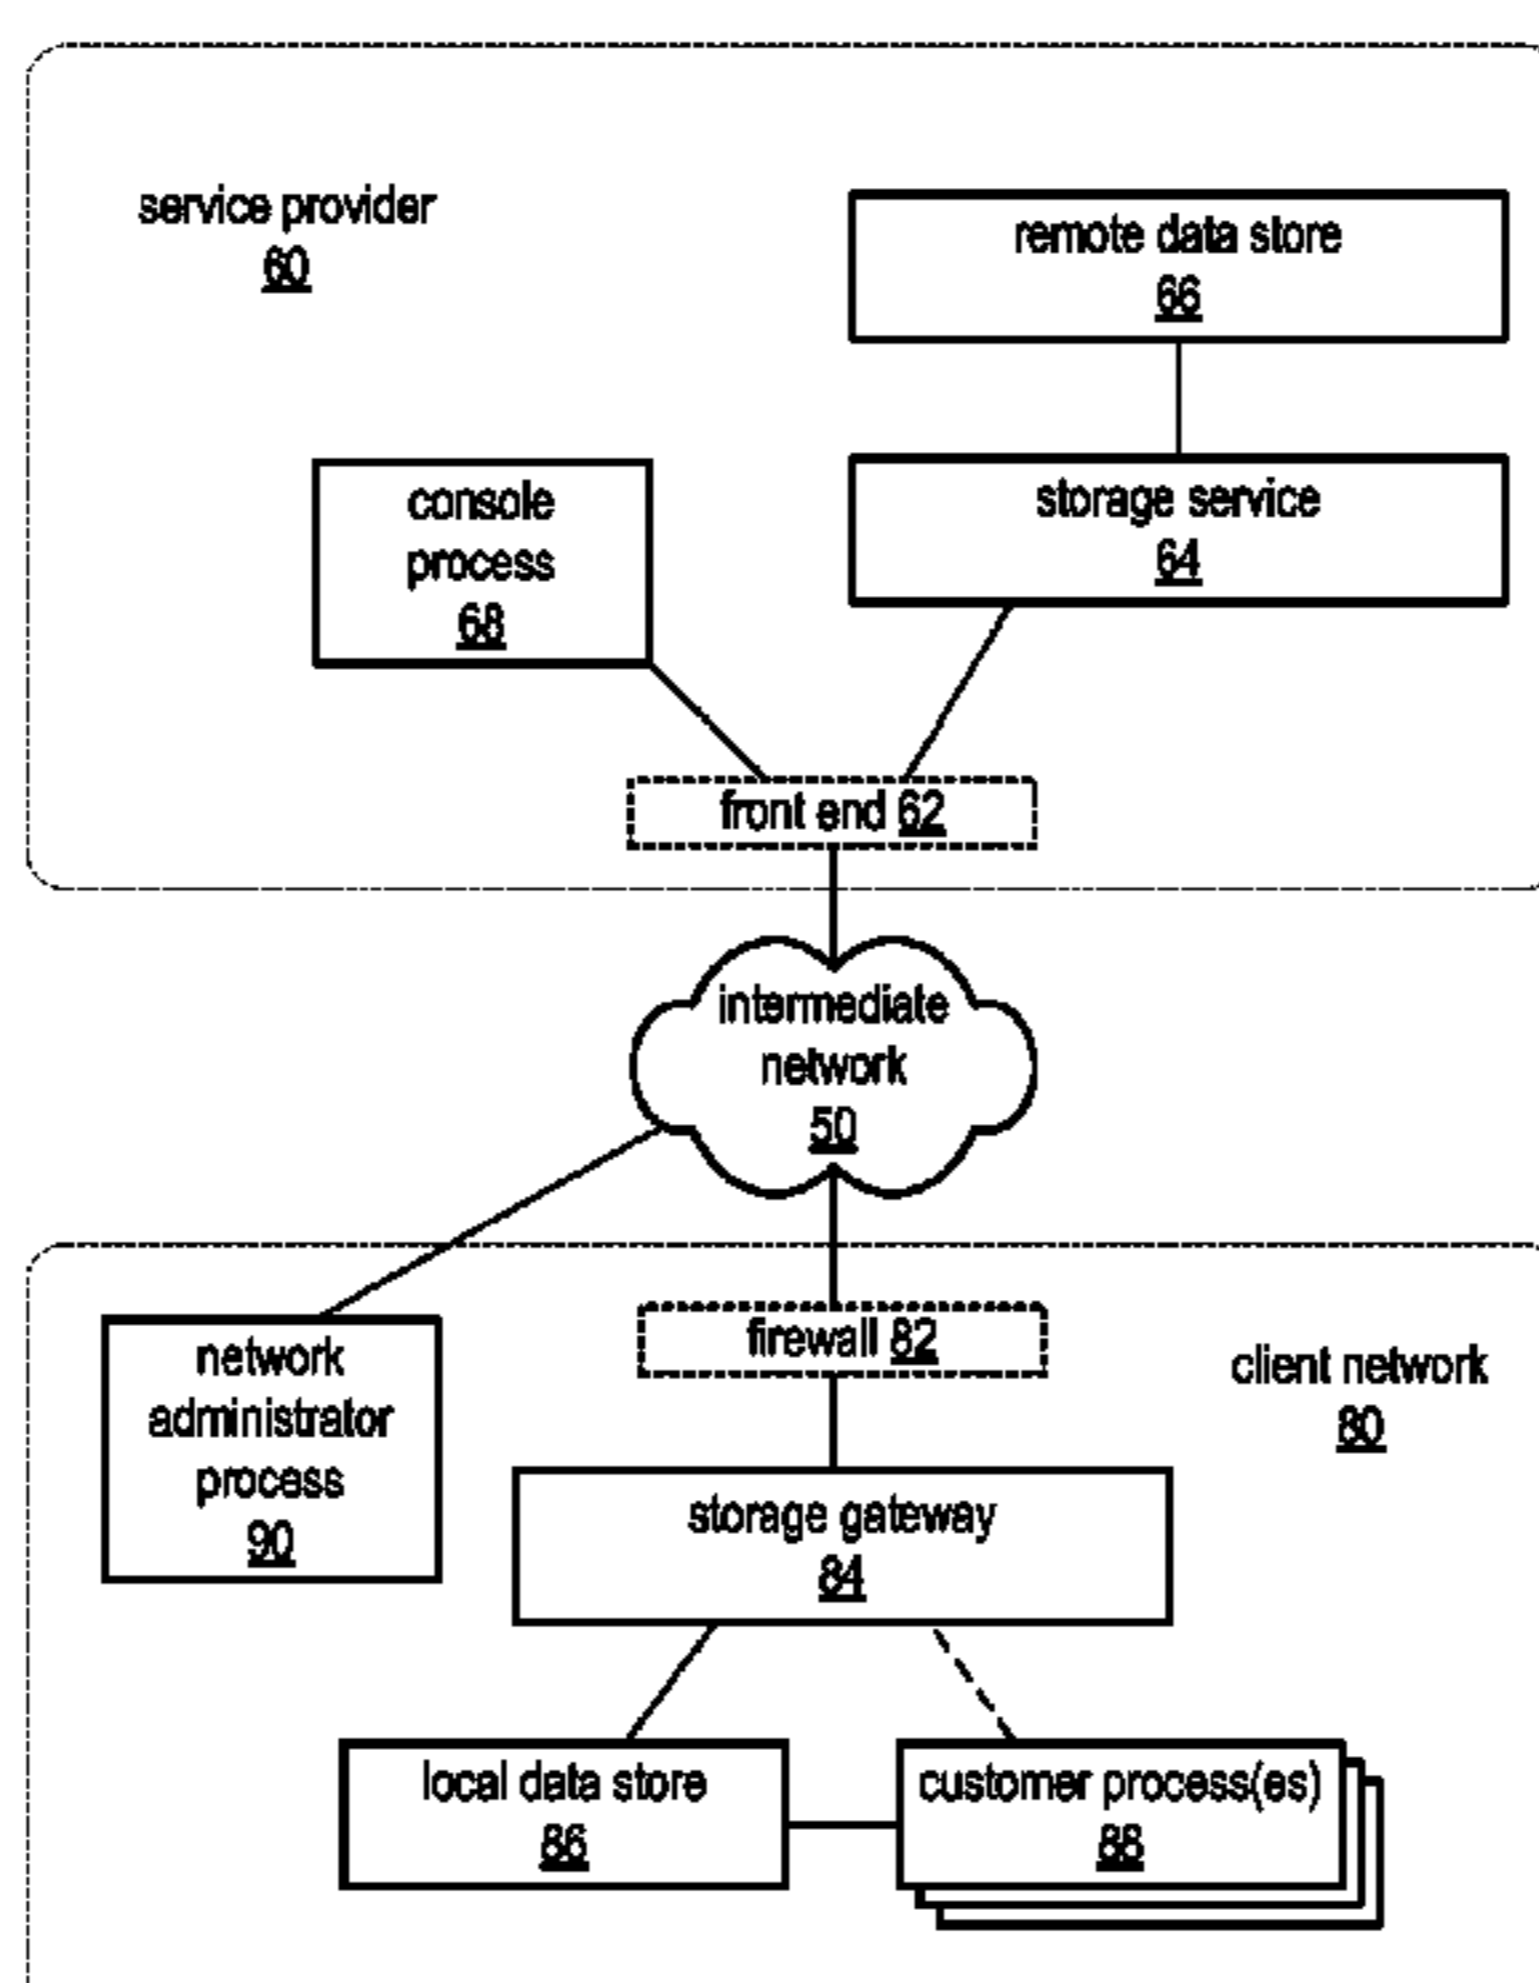 service provider
60
remote data store
66
console
process
68
storage service
64
front end 62
intermediate
network
50
network
administrator
process
90
firewall 82
client network
80
storage gateway
84
local data store
86
customer process(es)
88